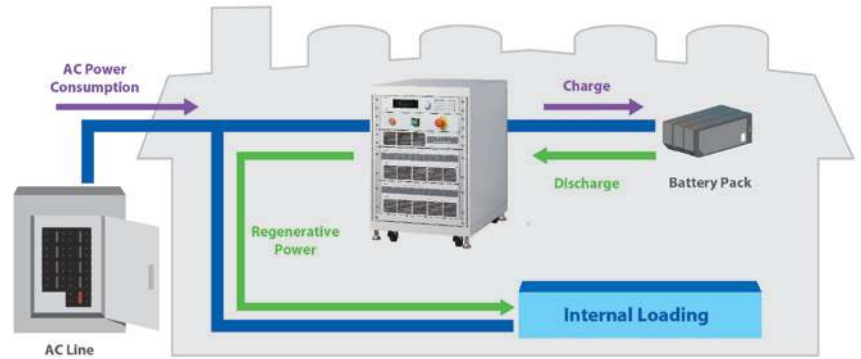 AC Power
Consumption
Charge
Discharge
Battery Pack
Regenerative
Power
Internal Loading
AC Line